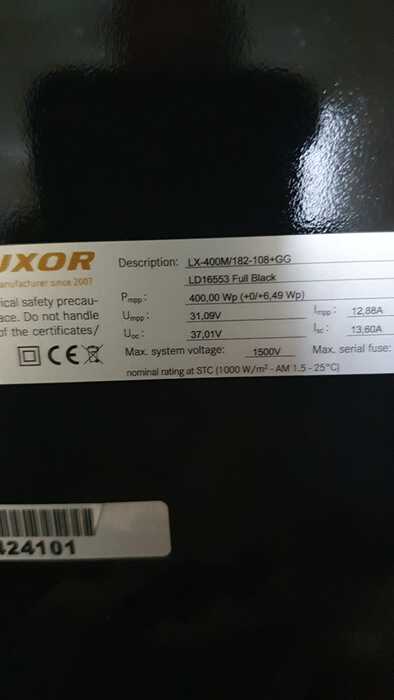 UXOR
anufacturer since 2007
ical safety precau-
ace. Do not handle
of the certificates/
CE
Description: LX-400M/182-108+GG
LD16553 Full Black
Pmpp: 400,00 Wp (+0/+6,49 Wp)
Umpp: 31,09V Impp: 12,88A
Uoc: 37,01V Isc: 13,60A
Max. system voltage: 1500V Max. serial fuse:
nominal rating at STC (1000 W/m² - AM 1.5 - 25°C)
424101